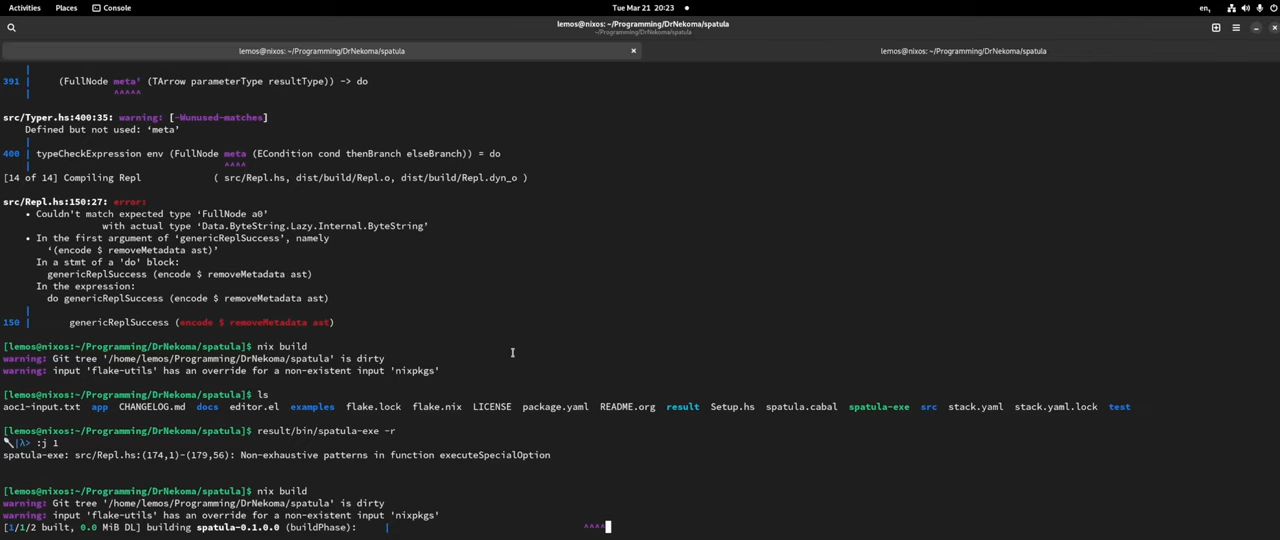 Activities Places Console Tue Mar 21 20:23 en
lemos@nixos: ~/Programming/DrNekoma/spatula
~/Programming/DrNekoma/spatula
lemos@nixos: ~/Programming/DrNekoma/spatula × lemos@nixos: ~/Programming/DrNekoma/spatula
|
391 | (FullNode meta' (TArrow parameterType resultType)) -> do
| ^^^^^
src/Typer.hs:400:35: warning: [-Wunused-matches]
Defined but not used: ‘meta’
|
400 | typeCheckExpression env (FullNode meta (ECondition cond thenBranch elseBranch)) = do
| ^^^^
[14 of 14] Compiling Repl ( src/Repl.hs, dist/build/Repl.o, dist/build/Repl.dyn_o )
src/Repl.hs:150:27: error:
• Couldn't match expected type ‘FullNode a0’
with actual type ‘Data.ByteString.Lazy.Internal.ByteString’
• In the first argument of ‘genericReplSuccess’, namely
‘(encode $ removeMetadata ast)’
In a stmt of a 'do' block:
genericReplSuccess (encode $ removeMetadata ast)
In the expression:
do genericReplSuccess (encode $ removeMetadata ast)
|
150 | genericReplSuccess (encode $ removeMetadata ast)
[lemos@nixos:~/Programming/DrNekoma/spatula]$ nix build
warning: Git tree '/home/lemos/Programming/DrNekoma/spatula' is dirty
warning: input 'flake-utils' has an override for a non-existent input 'nixpkgs'
[lemos@nixos:~/Programming/DrNekoma/spatula]$ ls
aoc1-input.txt app CHANGELOG.md docs editor.el examples flake.lock flake.nix LICENSE package.yaml README.org result Setup.hs spatula.cabal spatula-exe src stack.yaml stack.yaml.lock test
[lemos@nixos:~/Programming/DrNekoma/spatula]$ result/bin/spatula-exe -r
🥄|λ> :j 1
spatula-exe: src/Repl.hs:(174,1)-(179,56): Non-exhaustive patterns in function executeSpecialOption
[lemos@nixos:~/Programming/DrNekoma/spatula]$ nix build
warning: Git tree '/home/lemos/Programming/DrNekoma/spatula' is dirty
warning: input 'flake-utils' has an override for a non-existent input 'nixpkgs'
[1/1/2 built, 0.0 MiB DL] building spatula-0.1.0.0 (buildPhase): | ^^^^